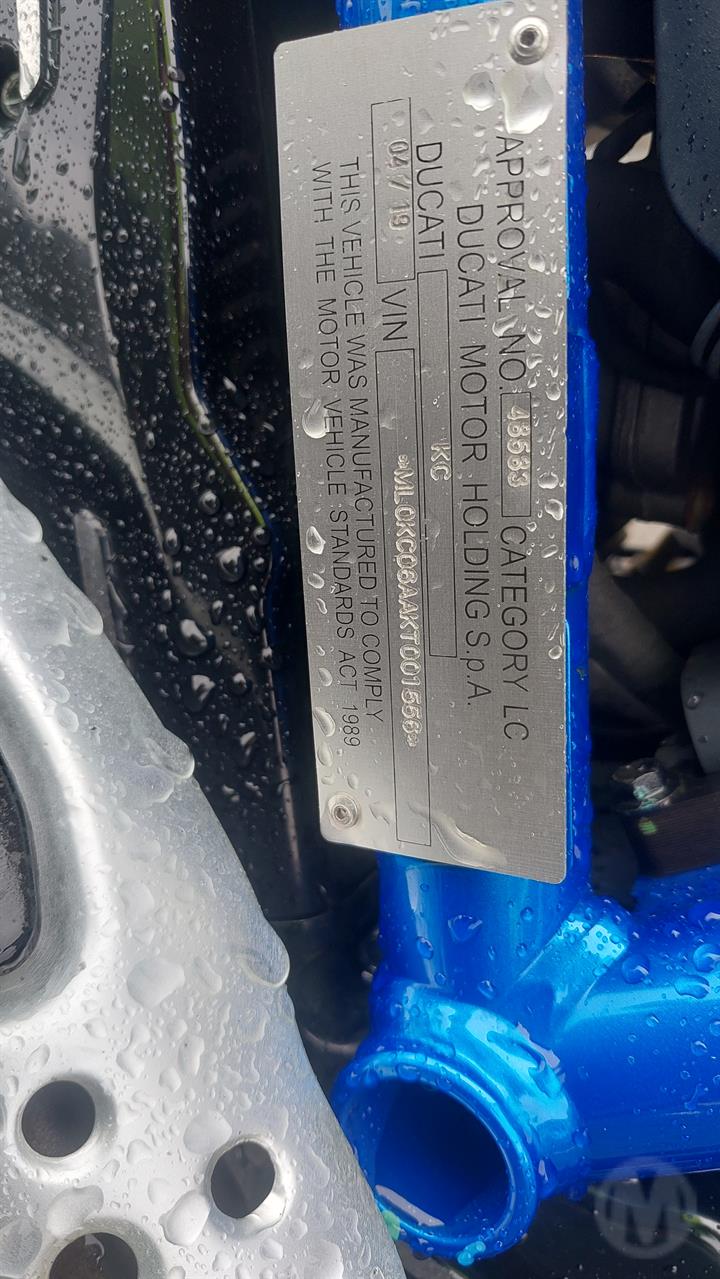 APPROVAL NO. 48583 CATEGORY LC
DUCATI MOTOR HOLDING S.p.A.
DUCATI KC
04 / 19 VIN *ML0KC06AAKT001556*
THIS VEHICLE WAS MANUFACTURED TO COMPLY
WITH THE MOTOR VEHICLE STANDARDS ACT 1989
M